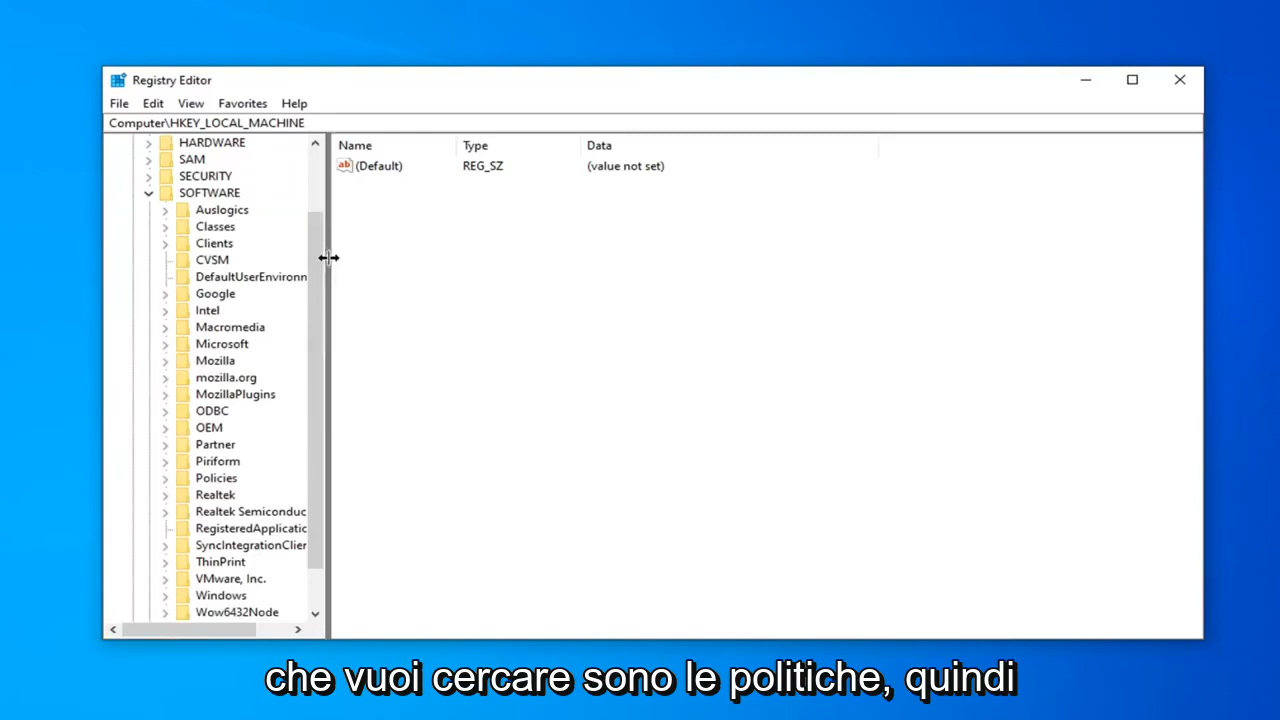 Registry Editor
File Edit View Favorites Help
Computer\HKEY_LOCAL_MACHINE
Name Type Data
(Default) REG_SZ (value not set)
HARDWARE
SAM
SECURITY
SOFTWARE
Auslogics
Classes
Clients
CVSM
DefaultUserEnvironn
Google
Intel
Macromedia
Microsoft
Mozilla
mozilla.org
MozillaPlugins
ODBC
OEM
Partner
Piriform
Policies
Realtek
Realtek Semiconduc
RegisteredApplicatic
SyncIntegrationClier
ThinPrint
VMware, Inc.
Windows
Wow6432Node
che vuoi cercare sono le politiche, quindi